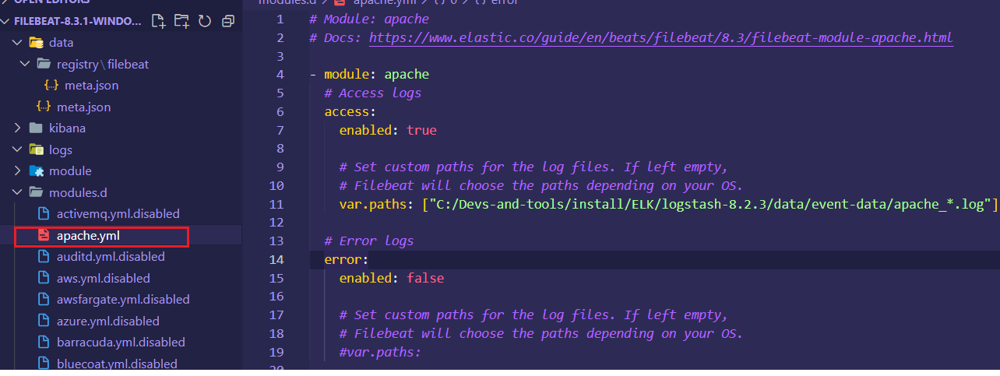 OPEN EDITORS
FILEBEAT-8.3.1-WINDO...
data
registry\filebeat
meta.json
meta.json
kibana
logs
module
modules.d
activemq.yml.disabled
apache.yml
auditd.yml.disabled
aws.yml.disabled
awsfargate.yml.disabled
azure.yml.disabled
barracuda.yml.disabled
bluecoat.yml.disabled
modules.d > apache.yml > {} 0 > {} error
1 # Module: apache
2 # Docs: https://www.elastic.co/guide/en/beats/filebeat/8.3/filebeat-module-apache.html
3
4 - module: apache
5 # Access logs
6 access:
7 enabled: true
8
9 # Set custom paths for the log files. If left empty,
10 # Filebeat will choose the paths depending on your OS.
11 var.paths: ["C:/Devs-and-tools/install/ELK/logstash-8.2.3/data/event-data/apache_*.log"]
12
13 # Error logs
14 error:
15 enabled: false
16
17 # Set custom paths for the log files. If left empty,
18 # Filebeat will choose the paths depending on your OS.
19 #var.paths:
20